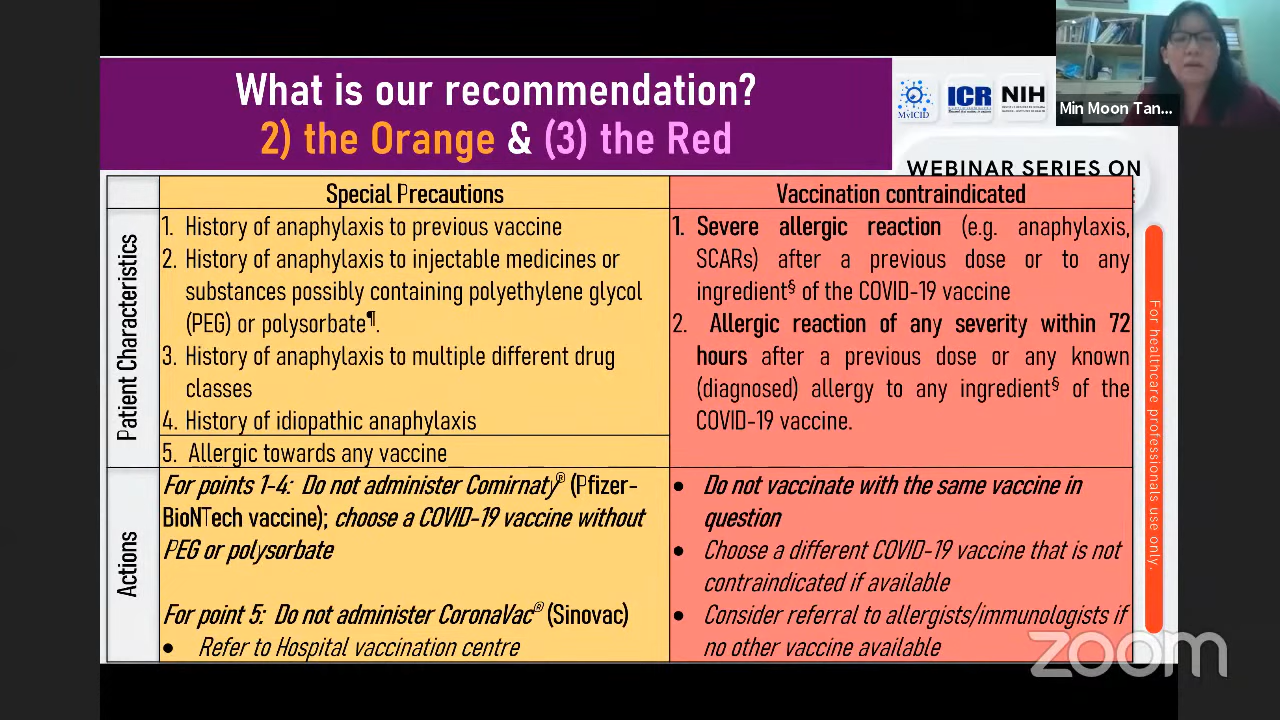 What is our recommendation?
2) the Orange & (3) the Red
MyICID
ICR
NIH
Min Moon Tan...
WEBINAR SERIES ON
Special Precautions
Vaccination contraindicated
Patient Characteristics
1. History of anaphylaxis to previous vaccine
2. History of anaphylaxis to injectable medicines or
substances possibly containing polyethylene glycol
(PEG) or polysorbate¶.
3. History of anaphylaxis to multiple different drug
classes
4. History of idiopathic anaphylaxis
5. Allergic towards any vaccine
1. Severe allergic reaction (e.g. anaphylaxis,
SCARs) after a previous dose or to any
ingredient§ of the COVID-19 vaccine
2. Allergic reaction of any severity within 72
hours after a previous dose or any known
(diagnosed) allergy to any ingredient§ of the
COVID-19 vaccine.
Actions
For points 1-4: Do not administer Comirnaty® (Pfizer-
BioNTech vaccine); choose a COVID-19 vaccine without
PEG or polysorbate
For point 5: Do not administer CoronaVac® (Sinovac)
• Refer to Hospital vaccination centre
• Do not vaccinate with the same vaccine in
question
• Choose a different COVID-19 vaccine that is not
contraindicated if available
• Consider referral to allergists/immunologists if
no other vaccine available
For healthcare professionals use only.
zoom